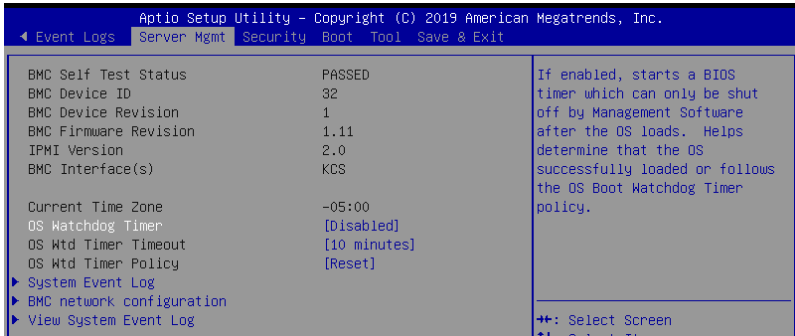 Aptio Setup Utility – Copyright (C) 2019 American Megatrends, Inc.
Event Logs Server Mgmt Security Boot Tool Save & Exit
BMC Self Test Status PASSED
BMC Device ID 32
BMC Device Revision 1
BMC Firmware Revision 1.11
IPMI Version 2.0
BMC Interface(s) KCS
Current Time Zone -05:00
OS Watchdog Timer [Disabled]
OS Wtd Timer Timeout [10 minutes]
OS Wtd Timer Policy [Reset]
System Event Log
BMC network configuration
View System Event Log
If enabled, starts a BIOS
timer which can only be shut
off by Management Software
after the OS loads. Helps
determine that the OS
successfully loaded or follows
the OS Boot Watchdog Timer
policy.
: Select Screen